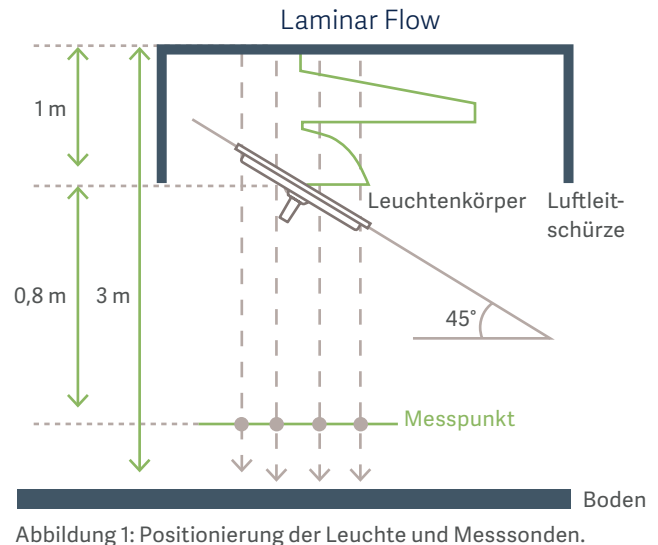 Laminar Flow
1 m
Leuchtenkörper
Luftleit-
schürze
0,8 m
3 m
45°
Messpunkt
Boden
Abbildung 1: Positionierung der Leuchte und Messsonden.